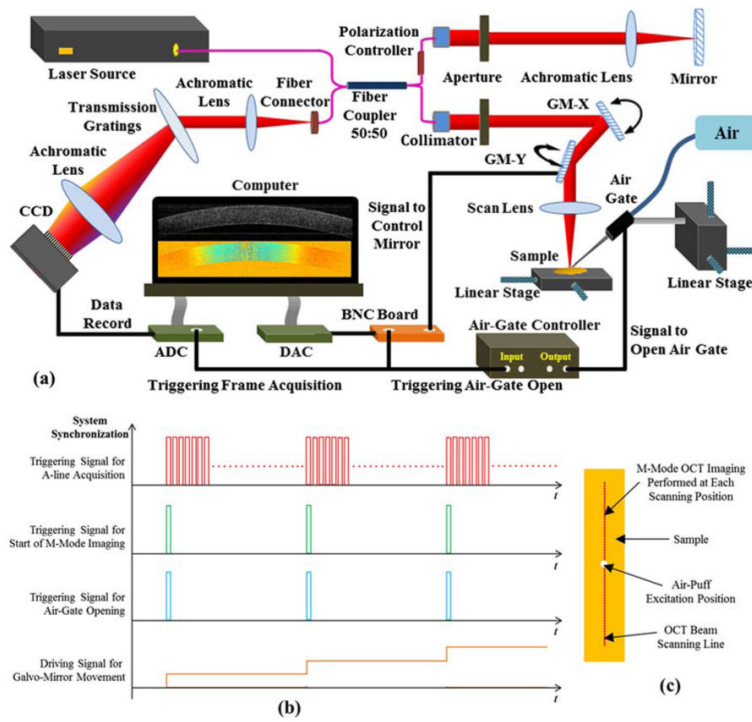 Laser Source
Polarization
Controller
Aperture
Achromatic Lens
Mirror
Transmission
Gratings
Achromatic
Lens
Fiber
Connector
Fiber
Coupler
50:50
Collimator
GM-X
GM-Y
Air
Achromatic
Lens
CCD
Computer
Signal to
Control
Mirror
Scan Lens
Air
Gate
Sample
Linear Stage
Linear Stage
Data
Record
ADC
DAC
BNC Board
Air-Gate Controller
Input
Output
Signal to
Open Air Gate
(a)
Triggering Frame Acquisition
Triggering Air-Gate Open
System
Synchronization
Triggering Signal for
A-line Acquisition
t
Triggering Signal for
Start of M-Mode Imaging
t
Triggering Signal for
Air-Gate Opening
t
Driving Signal for
Galvo-Mirror Movement
t
(b)
M-Mode OCT Imaging
Performed at Each
Scanning Position
Sample
Air-Puff
Excitation Position
OCT Beam
Scanning Line
(c)